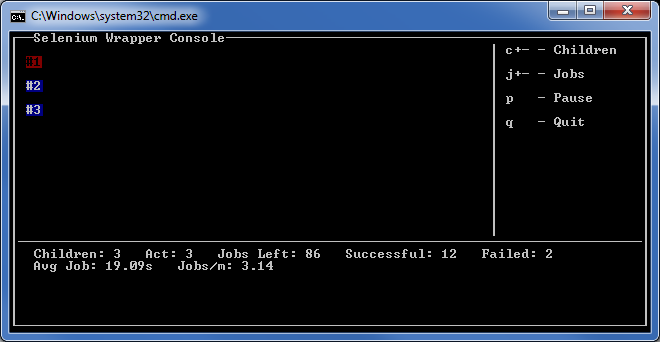 C:\Windows\system32\cmd.exe
Selenium Wrapper Console
#1
#2
#3
c+- - Children
j+- - Jobs
p - Pause
q - Quit
Children: 3 Act: 3 Jobs Left: 86 Successful: 12 Failed: 2
Avg Job: 19.09s Jobs/m: 3.14